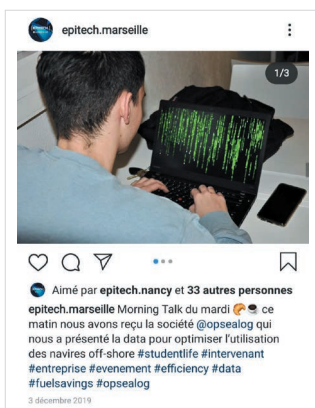 epitech.marseille
1/3
Aimé par epitech.nancy et 33 autres personnes
epitech.marseille Morning Talk du mardi 🥐☕ ce
matin nous avons reçu la société @opsealog qui
nous a présenté la data pour optimiser l'utilisation
des navires off-shore #studentlife #intervenant
#entreprise #evenement #efficiency #data
#fuelsavings #opsealog
3 décembre 2019